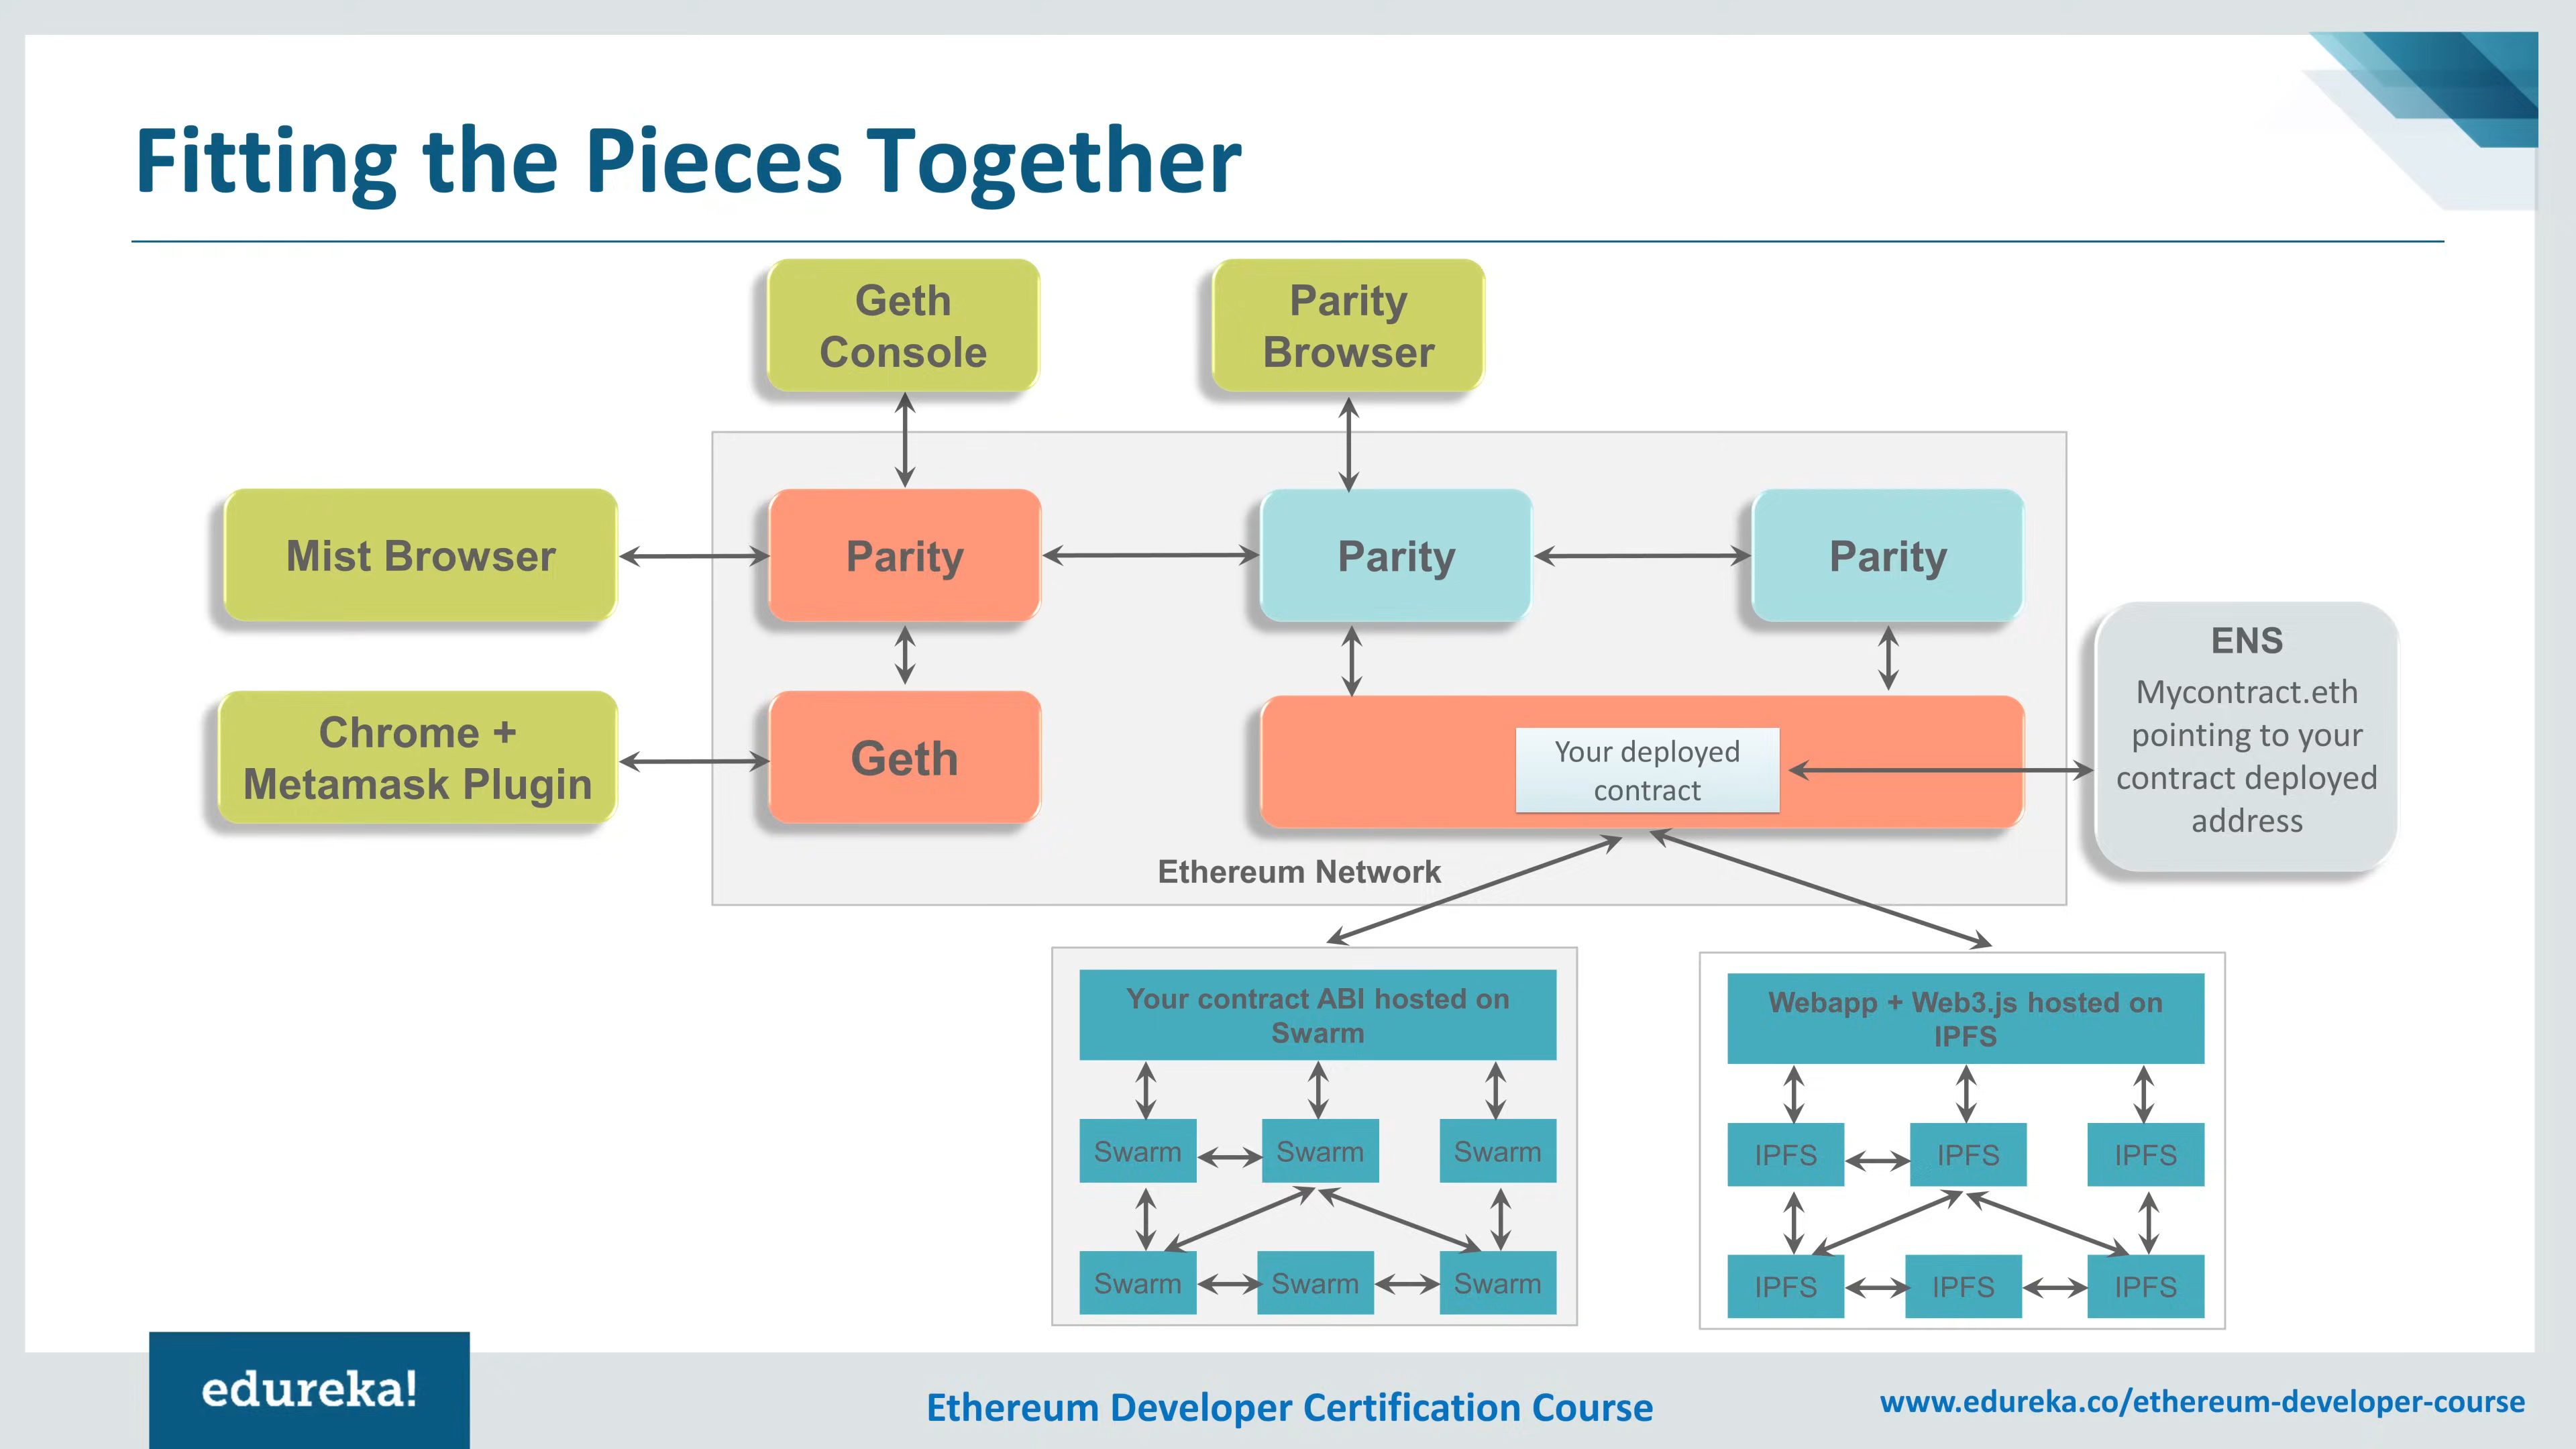 Fitting the Pieces Together
Geth
Console
Parity
Browser
Mist Browser
Parity
Parity
Parity
Chrome +
Metamask Plugin
Geth
Your deployed
contract
ENS
Mycontract.eth
pointing to your
contract deployed
address
Ethereum Network
Your contract ABI hosted on
Swarm
Swarm
Swarm
Swarm
Swarm
Swarm
Swarm
Webapp + Web3.js hosted on
IPFS
IPFS
IPFS
IPFS
IPFS
IPFS
IPFS
edureka!
Ethereum Developer Certification Course
www.edureka.co/ethereum-developer-course